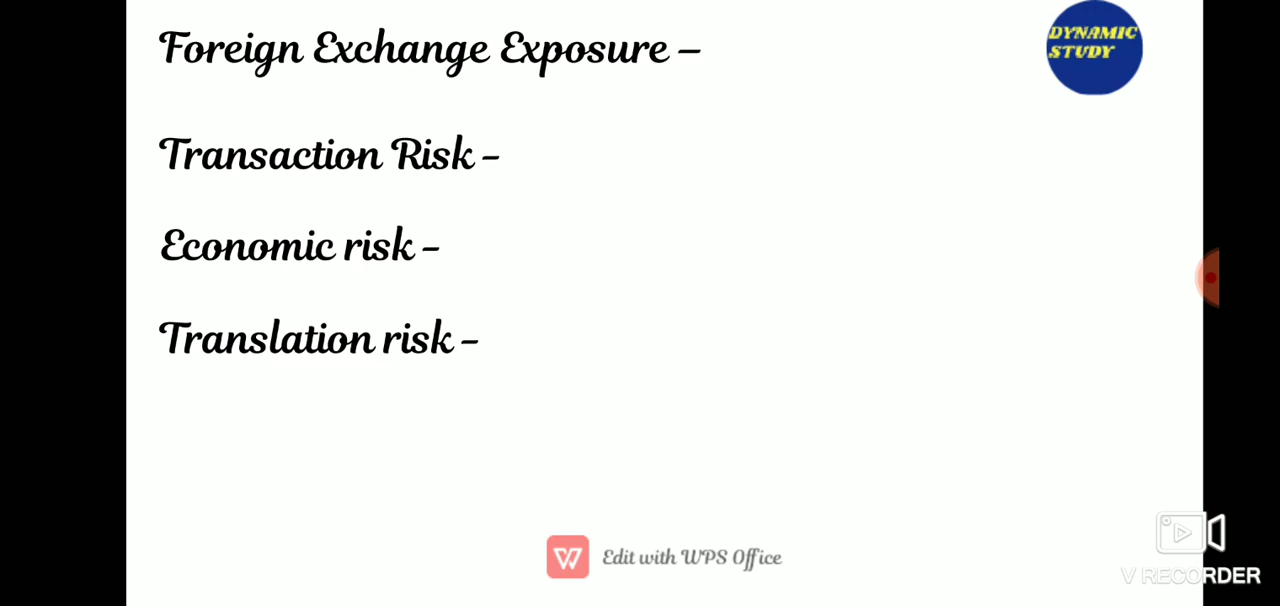 Foreign Exchange Exposure –
DYNAMIC
STUDY
Transaction Risk -
Economic risk -
Translation risk -
Edit with WPS Office
V RECORDER